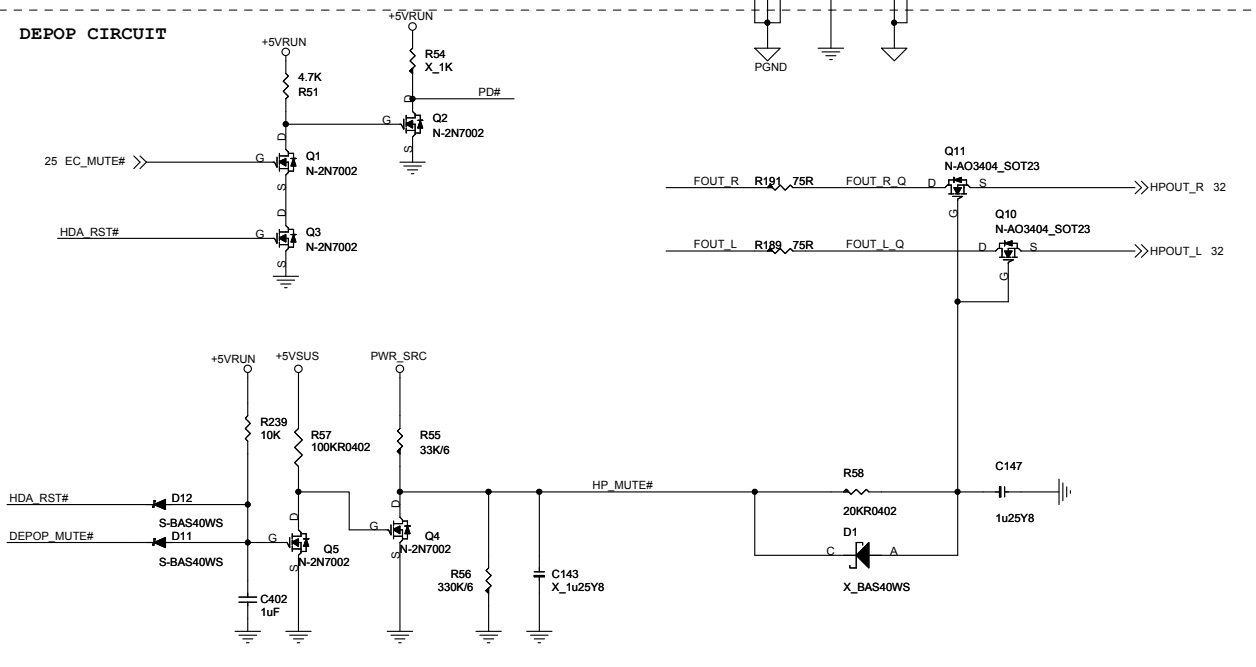 DEPOP CIRCUIT
+5VRUN
4.7K
R51
+5VRUN
R54
X_1K
D
PD#
G
Q2
N-2N7002
S
D
25 EC_MUTE#
G
Q1
N-2N7002
S
D
HDA_RST#
G
Q3
N-2N7002
S
PGND
Q11
N-AO3404_SOT23
FOUT_R
R191
75R
FOUT_R_Q
D
S
HPOUT_R 32
G
Q10
N-AO3404_SOT23
FOUT_L
R189
75R
FOUT_L_Q
D
S
HPOUT_L 32
G
+5VRUN
+5VSUS
PWR_SRC
R239
10K
R57
100KR0402
R55
33K/6
HDA_RST#
D12
S-BAS40WS
DEPOP_MUTE#
D11
S-BAS40WS
D
G
Q5
N-2N7002
S
D
G
Q4
N-2N7002
S
C402
1uF
R56
330K/6
C143
X_1u25Y8
HP_MUTE#
R58
20KR0402
C147
1u25Y8
D1
C
A
X_BAS40WS